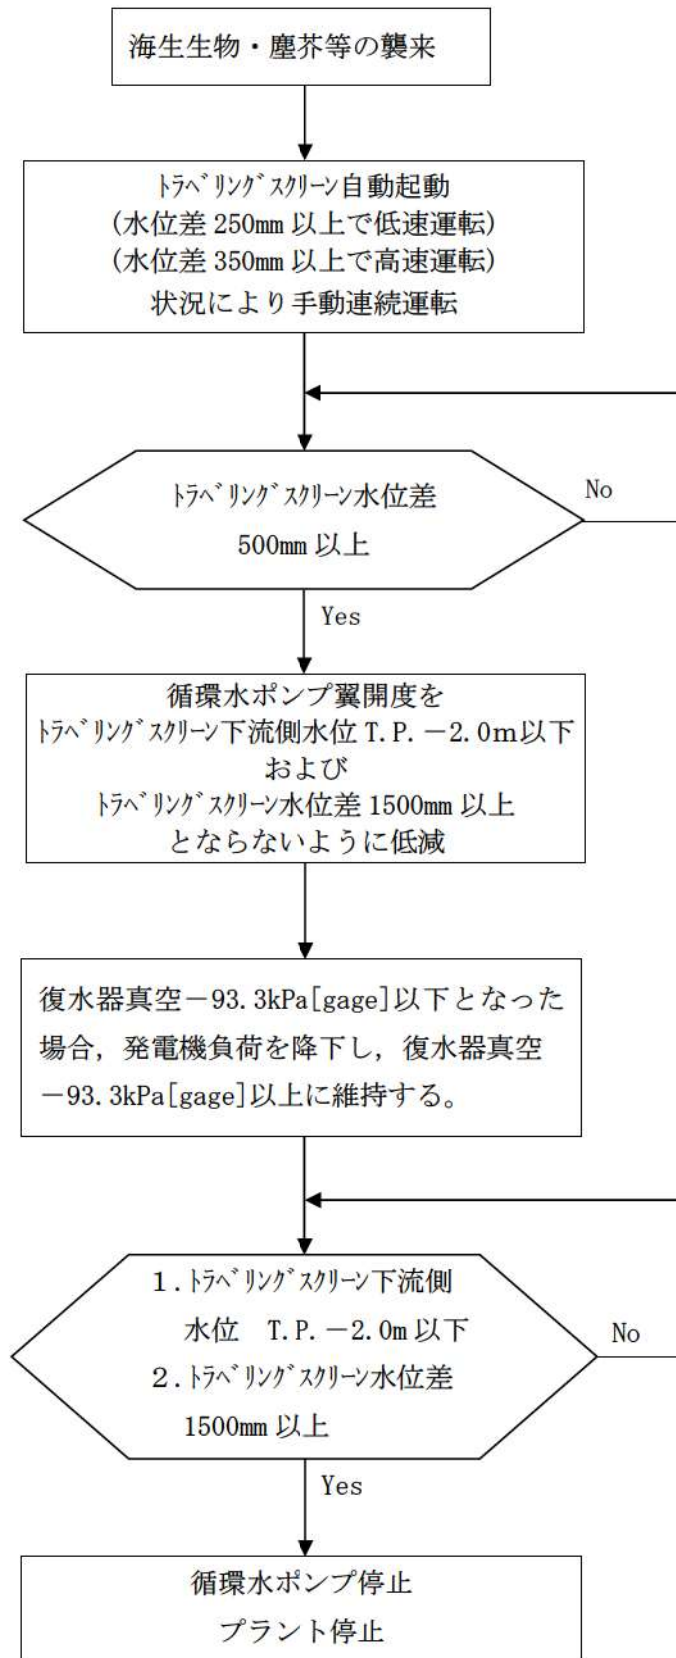 海生生物・塵芥等の襲来
ﾄﾗﾍﾞﾘﾝｸﾞｽｸﾘｰﾝ自動起動
(水位差 250mm 以上で低速運転)
(水位差 350mm 以上で高速運転)
状況により手動連続運転
ﾄﾗﾍﾞﾘﾝｸﾞｽｸﾘｰﾝ水位差
500mm 以上
No
Yes
循環水ポンプ翼開度を
ﾄﾗﾍﾞﾘﾝｸﾞｽｸﾘｰﾝ下流側水位 T.P.－2.0ｍ以下
および
ﾄﾗﾍﾞﾘﾝｸﾞｽｸﾘｰﾝ水位差 1500mm 以上
とならないように低減
復水器真空－93.3kPa[gage]以下となった
場合，発電機負荷を降下し，復水器真空
－93.3kPa[gage]以上に維持する。
１.ﾄﾗﾍﾞﾘﾝｸﾞｽｸﾘｰﾝ下流側
水位　T.P.－2.0m 以下
２.ﾄﾗﾍﾞﾘﾝｸﾞｽｸﾘｰﾝ水位差
1500mm 以上
No
Yes
循環水ポンプ停止
プラント停止